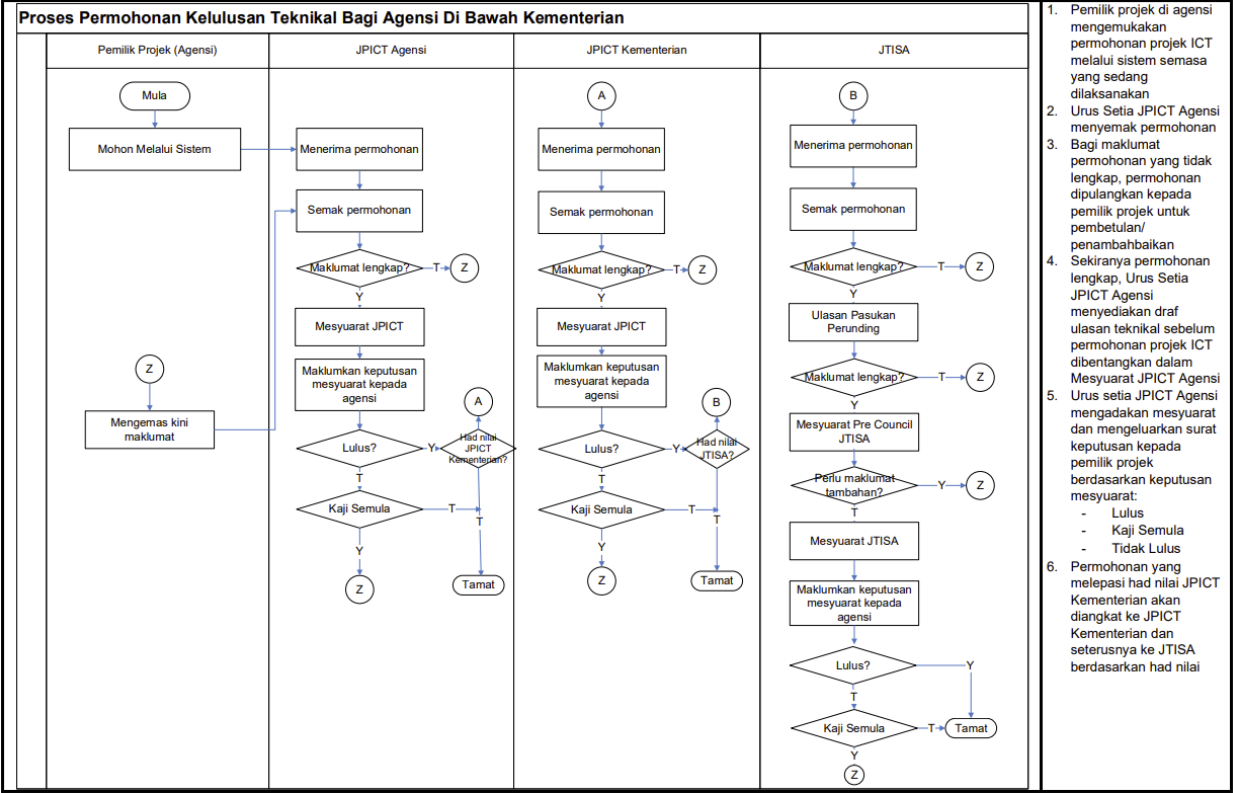 Proses Permohonan Kelulusan Teknikal Bagi Agensi Di Bawah Kementerian
Pemilik Projek (Agensi)
JPICT Agensi
JPICT Kementerian
JTISA
Mula
Mohon Melalui Sistem
Z
Mengemas kini
maklumat
Menerima permohonan
Semak permohonan
Maklumat lengkap?
T
Z
Y
Mesyuarat JPICT
Maklumkan keputusan
mesyuarat kepada
agensi
A
Lulus?
Y
Had nilai
JPICT
Kementerian?
T
Kaji Semula
T
T
Y
Z
Tamat
A
Menerima permohonan
Semak permohonan
Maklumat lengkap?
T
Z
Y
Mesyuarat JPICT
Maklumkan keputusan
mesyuarat kepada
agensi
B
Lulus?
Y
Had nilai
JTISA?
T
Kaji Semula
T
T
Y
Z
Tamat
B
Menerima permohonan
Semak permohonan
Maklumat lengkap?
T
Z
Y
Ulasan Pasukan
Perunding
Maklumat lengkap?
T
Z
Y
Mesyuarat Pre Council
JTISA
Perlu maklumat
tambahan?
Y
Z
T
Mesyuarat JTISA
Maklumkan keputusan
mesyuarat kepada
agensi
Lulus?
Y
T
Kaji Semula
T
Tamat
Y
Z
1. Pemilik projek di agensi
mengemukakan
permohonan projek ICT
melalui sistem semasa
yang sedang
dilaksanakan
2. Urus Setia JPICT Agensi
menyemak permohonan
3. Bagi maklumat
permohonan yang tidak
lengkap, permohonan
dipulangkan kepada
pemilik projek untuk
pembetulan/
penambahbaikan
4. Sekiranya permohonan
lengkap, Urus Setia
JPICT Agensi
menyediakan draf
ulasan teknikal sebelum
permohonan projek ICT
dibentangkan dalam
Mesyuarat JPICT Agensi
5. Urus setia JPICT Agensi
mengadakan mesyuarat
dan mengeluarkan surat
keputusan kepada
pemilik projek
berdasarkan keputusan
mesyuarat:
- Lulus
- Kaji Semula
- Tidak Lulus
6. Permohonan yang
melepasi had nilai JPICT
Kementerian akan
diangkat ke JPICT
Kementerian dan
seterusnya ke JTISA
berdasarkan had nilai